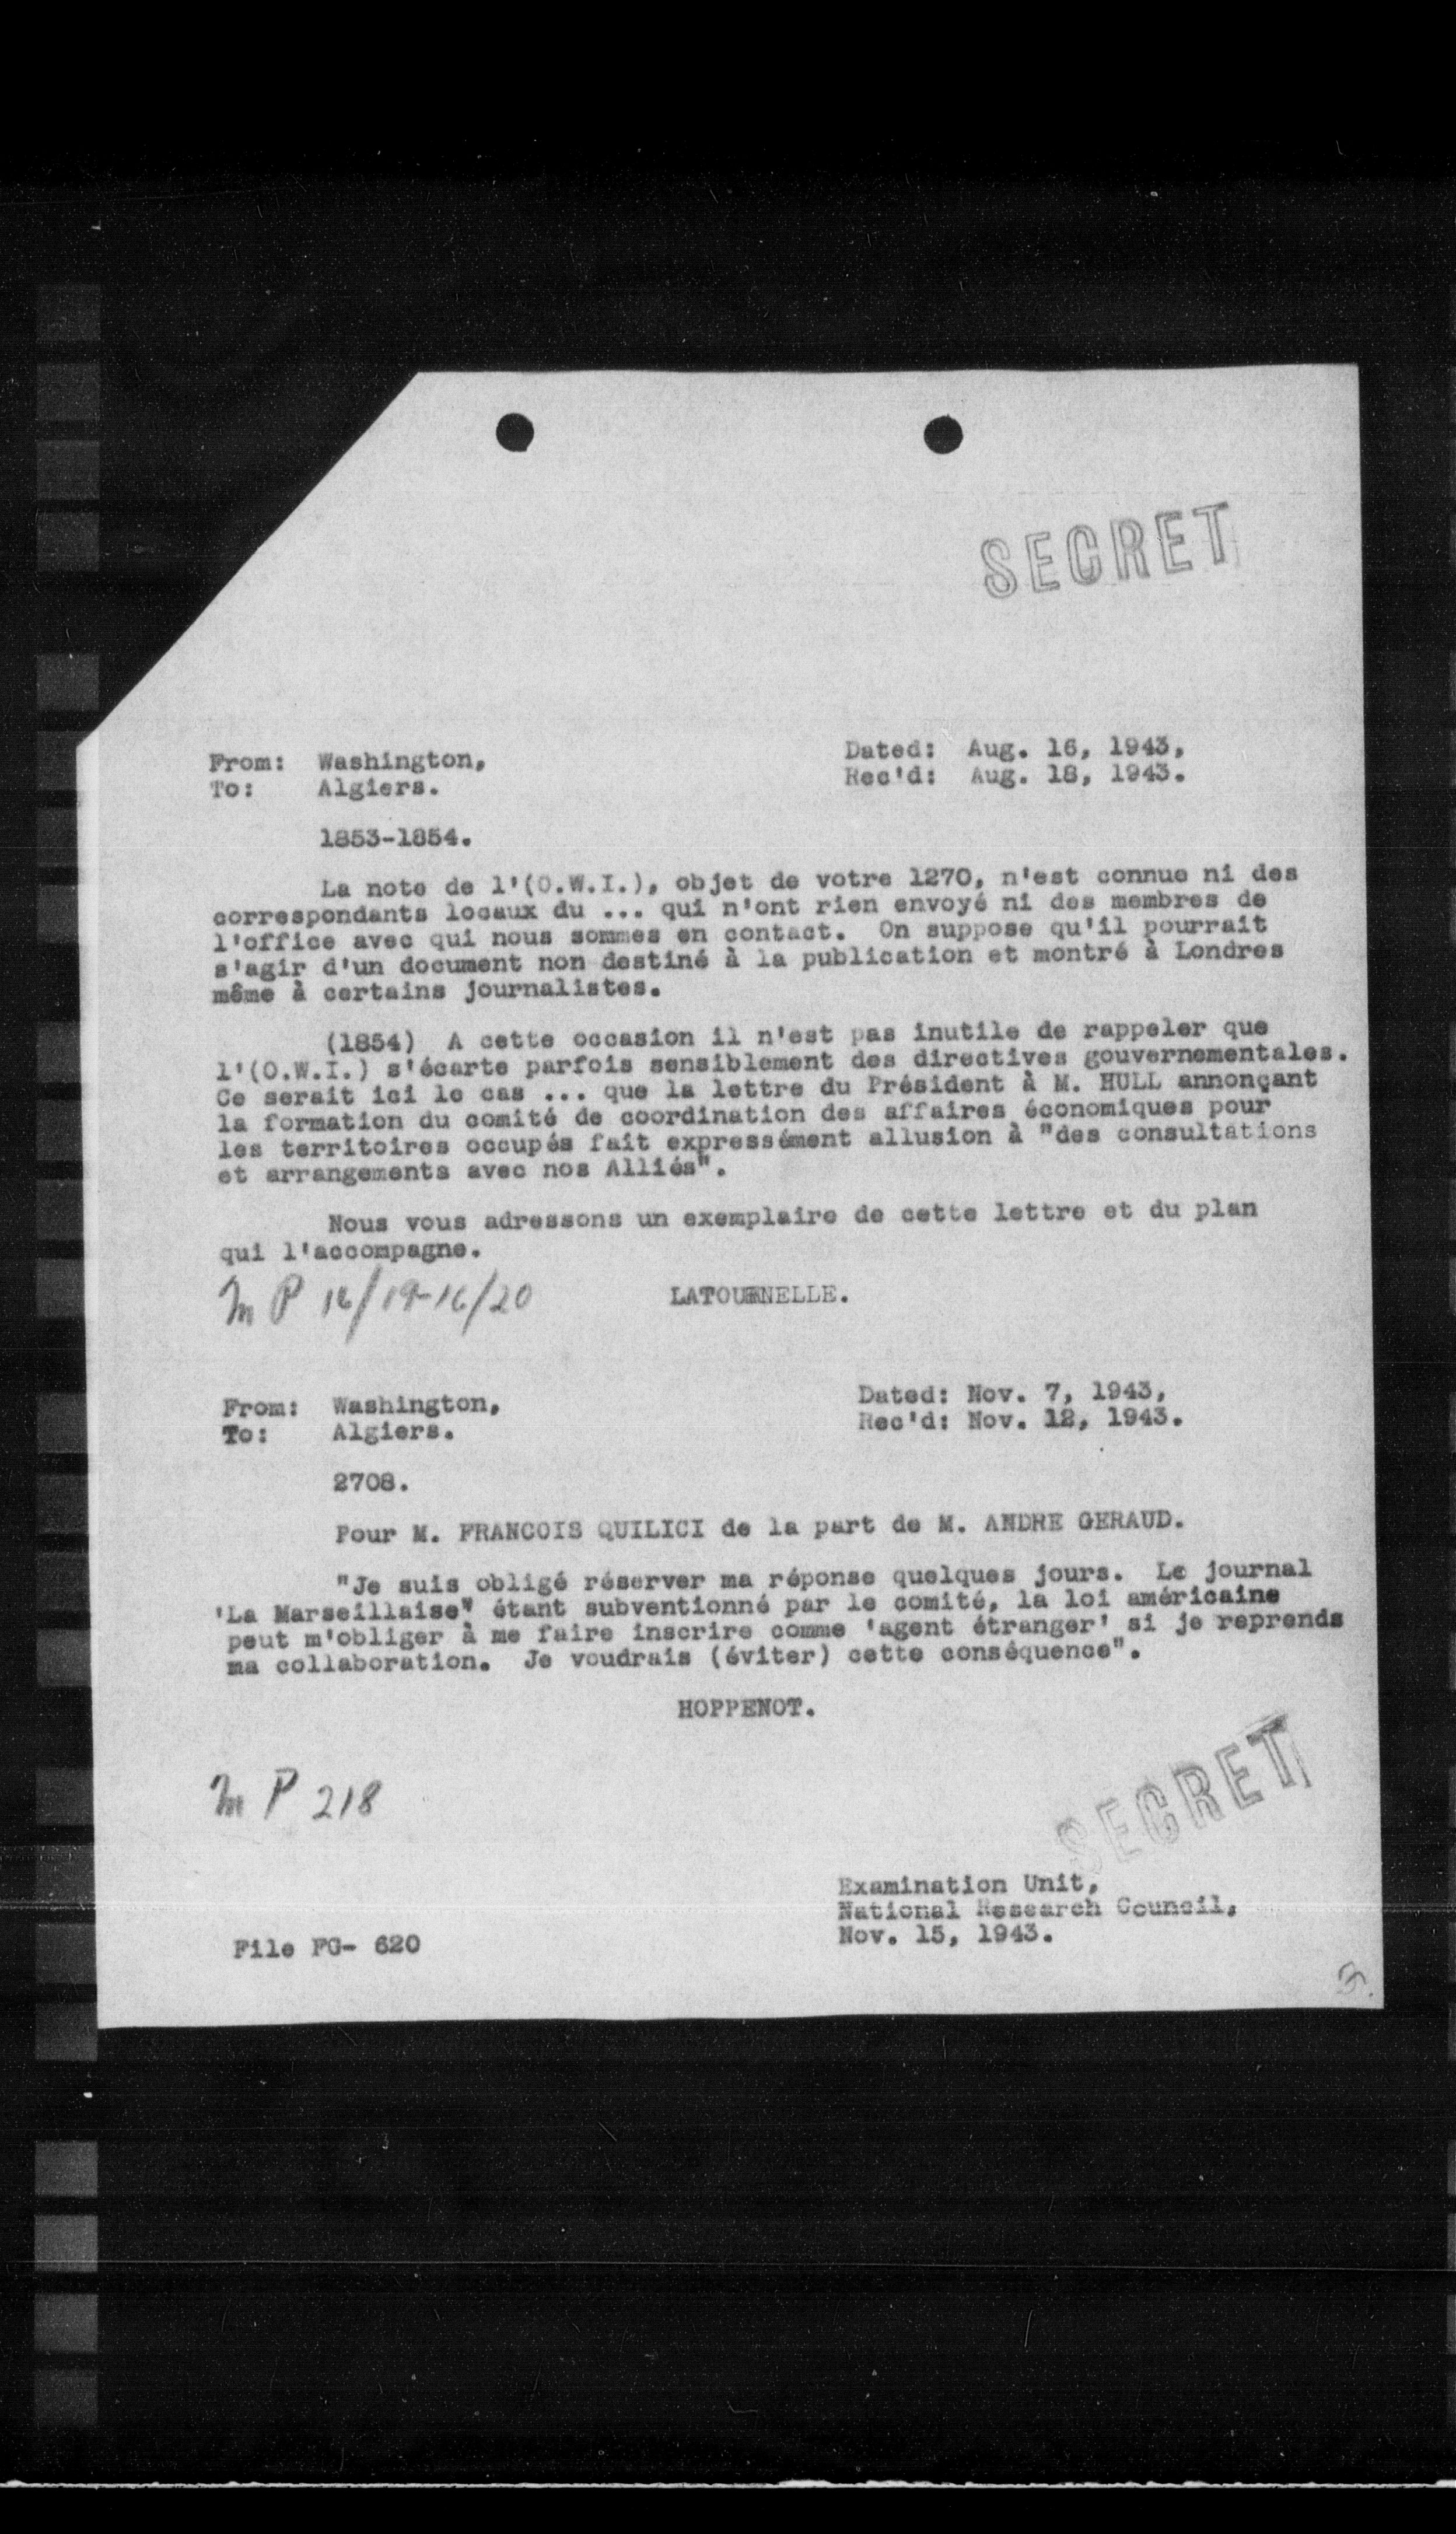 SECRET
From: Washington,
To: Algiers.
Dated: Aug. 16, 1943,
Rec'd: Aug. 18, 1943.
1853-1854.
La note de l'(O.W.I.), objet de votre 1270, n'est connue ni des
correspondants locaux du ... qui n'ont rien envoyé ni des membres de
l'office avec qui nous sommes en contact. On suppose qu'il pourrait
s'agir d'un document non destiné à la publication et montré à Londres
même à certains journalistes.
(1854) A cette occasion il n'est pas inutile de rappeler que
l'(O.W.I.) s'écarte parfois sensiblement des directives gouvernementales.
Ce serait ici le cas ... que la lettre du Président à M. HULL annonçant
la formation du comité de coordination des affaires économiques pour
les territoires occupés fait expressément allusion à "des consultations
et arrangements avec nos Alliés".
Nous vous adressons un exemplaire de cette lettre et du plan
qui l'accompagne.
LATOURNELLE.
m P 16/19-16/20
From: Washington,
To: Algiers.
Dated: Nov. 7, 1943,
Rec'd: Nov. 12, 1943.
2708.
Pour M. FRANCOIS QUILICI de la part de M. ANDRE GERAUD.
"Je suis obligé réserver ma réponse quelques jours. Le journal
'La Marseillaise" étant subventionné par le comité, la loi américaine
peut m'obliger à me faire inscrire comme 'agent étranger' si je reprends
ma collaboration. Je voudrais (éviter) cette conséquence".
HOPPENOT.
m P 218
SECRET
Examination Unit,
National Research Council,
Nov. 15, 1943.
File FG- 620